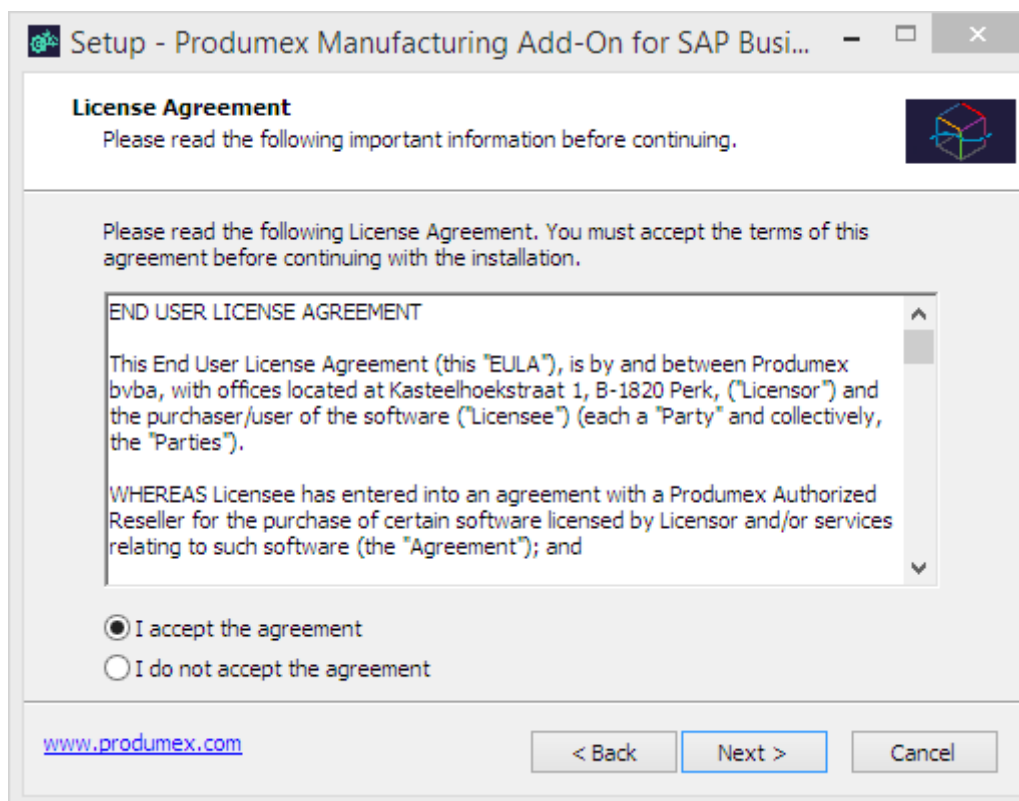 Setup - Produmex Manufacturing Add-On for SAP Busi...
License Agreement
Please read the following important information before continuing.
Please read the following License Agreement. You must accept the terms of this
agreement before continuing with the installation.
END USER LICENSE AGREEMENT
This End User License Agreement (this "EULA"), is by and between Produmex
bvba, with offices located at Kasteelhoekstraat 1, B-1820 Perk, ("Licensor") and
the purchaser/user of the software ("Licensee") (each a "Party" and collectively,
the "Parties").
WHEREAS Licensee has entered into an agreement with a Produmex Authorized
Reseller for the purchase of certain software licensed by Licensor and/or services
relating to such software (the "Agreement"); and
I accept the agreement
I do not accept the agreement
www.produmex.com
< Back
Next >
Cancel